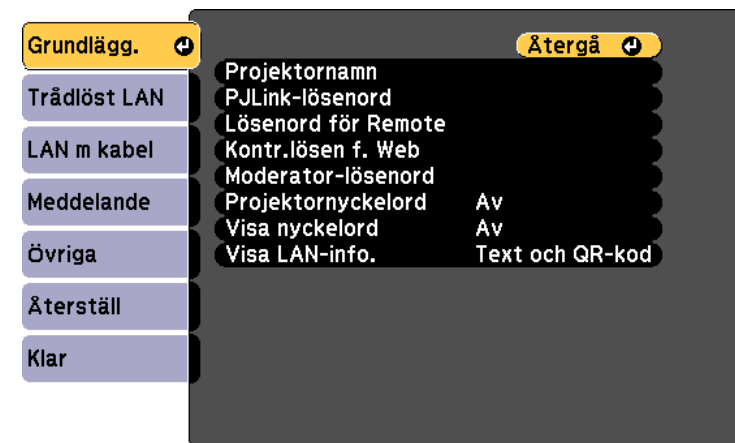 Grundlägg.
Trådlöst LAN
LAN m kabel
Meddelande
Övriga
Återställ
Klar
Återgå
Projektornamn
PJLink-lösenord
Lösenord för Remote
Kontr.lösen f. Web
Moderator-lösenord
Projektornyckelord Av
Visa nyckelord Av
Visa LAN-info. Text och QR-kod